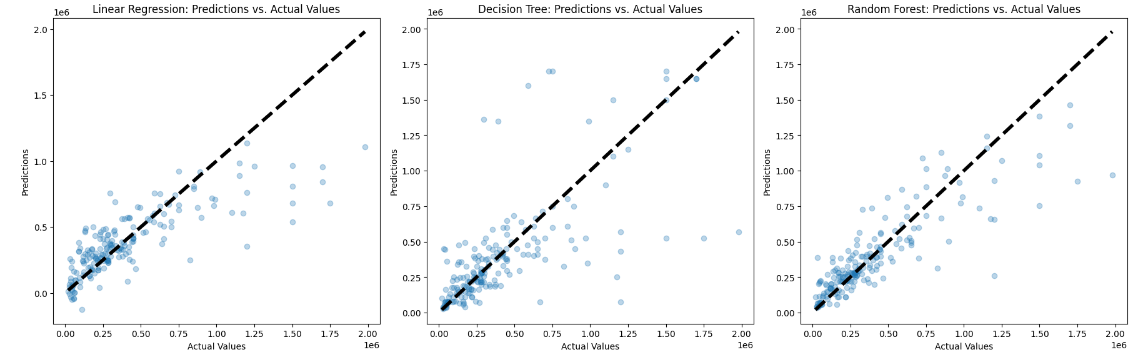 Linear Regression: Predictions vs. Actual Values
1e6
2.0
1.5
1.0
0.5
0.0
Predictions
0.00 0.25 0.50 0.75 1.00 1.25 1.50 1.75 2.00
Actual Values
1e6
Decision Tree: Predictions vs. Actual Values
1e6
2.00
1.75
1.50
1.25
1.00
0.75
0.50
0.25
0.00
Predictions
0.00 0.25 0.50 0.75 1.00 1.25 1.50 1.75 2.00
Actual Values
1e6
Random Forest: Predictions vs. Actual Values
1e6
2.00
1.75
1.50
1.25
1.00
0.75
0.50
0.25
0.00
Predictions
0.00 0.25 0.50 0.75 1.00 1.25 1.50 1.75 2.00
Actual Values
1e6